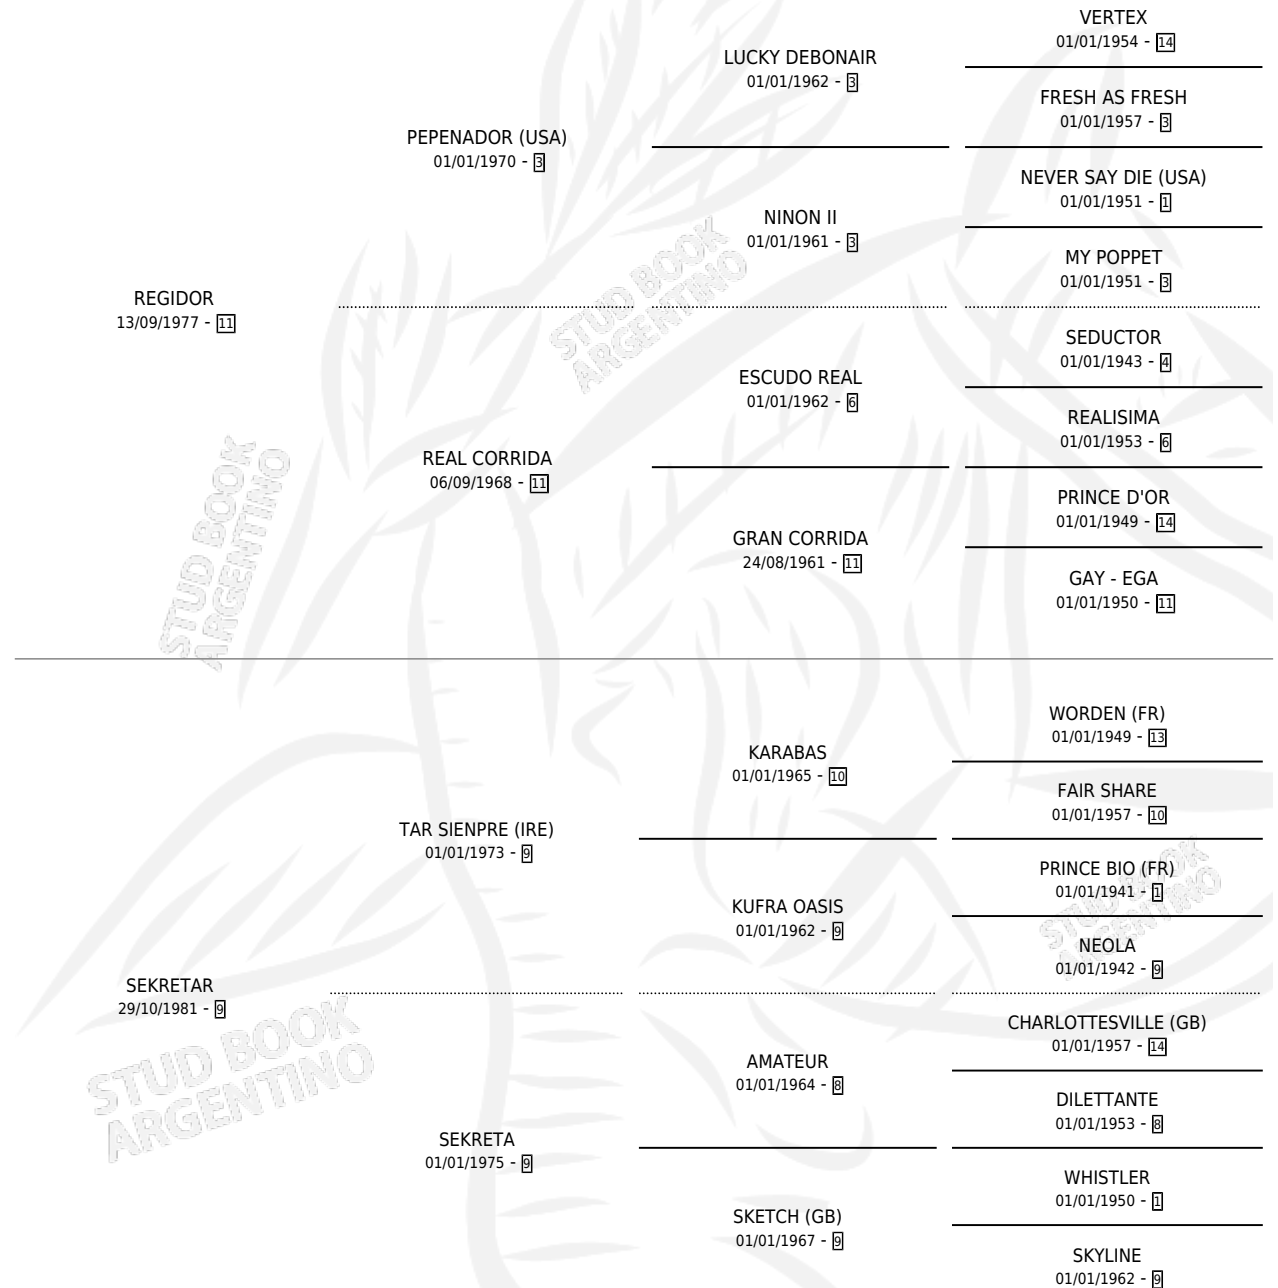 VERTEX
01/01/1954 - 14
LUCKY DEBONAIR
01/01/1962 - 3
FRESH AS FRESH
01/01/1957 - 3
PEPENADOR (USA)
01/01/1970 - 3
NEVER SAY DIE (USA)
01/01/1951 - 1
NINON II
01/01/1961 - 3
MY POPPET
01/01/1951 - 3
REGIDOR
13/09/1977 - 11
SEDUCTOR
01/01/1943 - 4
ESCUDO REAL
01/01/1962 - 6
REALISIMA
01/01/1953 - 6
REAL CORRIDA
06/09/1968 - 11
PRINCE D'OR
01/01/1949 - 14
GRAN CORRIDA
24/08/1961 - 11
GAY - EGA
01/01/1950 - 11
WORDEN (FR)
01/01/1949 - 13
KARABAS
01/01/1965 - 10
FAIR SHARE
01/01/1957 - 10
TAR SIENPRE (IRE)
01/01/1973 - 9
PRINCE BIO (FR)
01/01/1941 - 1
KUFRA OASIS
01/01/1962 - 9
NEOLA
01/01/1942 - 9
SEKRETAR
29/10/1981 - 9
CHARLOTTESVILLE (GB)
01/01/1957 - 14
AMATEUR
01/01/1964 - 8
DILETTANTE
01/01/1953 - 8
SEKRETA
01/01/1975 - 9
WHISTLER
01/01/1950 - 1
SKETCH (GB)
01/01/1967 - 9
SKYLINE
01/01/1962 - 9
STUD BOOK
ARGENTINO
STUD BOOK
ARGENTINO
STUD BOOK
ARGENTINO
STUD BOOK
ARGENTINO